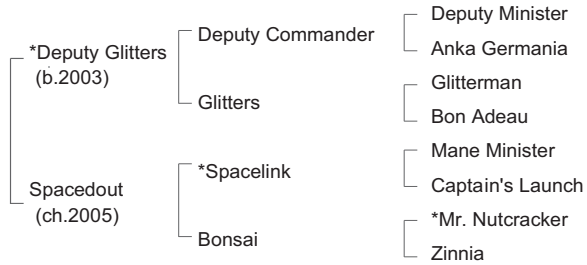 *Deputy Glitters
(b.2003)
Spacedout
(ch.2005)
Deputy Commander
Glitters
*Spacelink
Bonsai
Deputy Minister
Anka Germania
Glitterman
Bon Adeau
Mane Minister
Captain's Launch
*Mr. Nutcracker
Zinnia